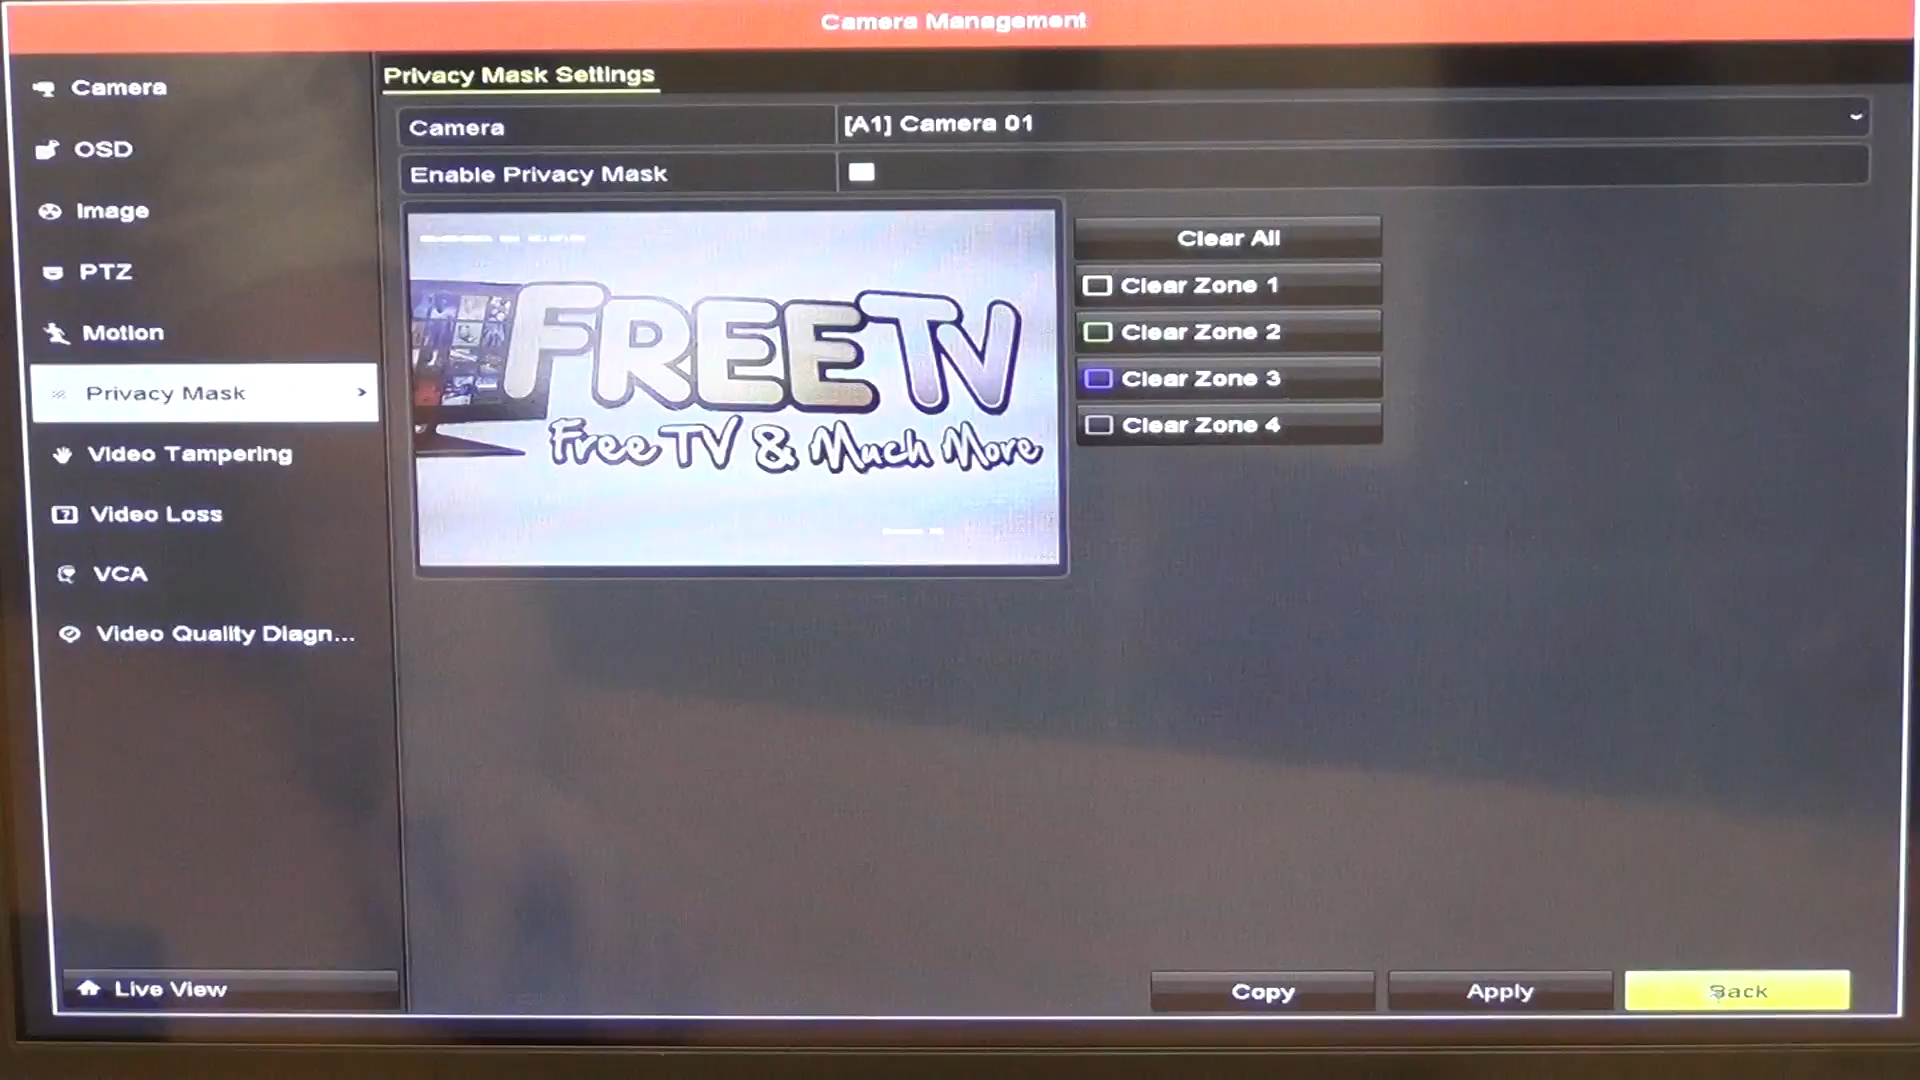 Camera Management
Camera
OSD
Image
PTZ
Motion
Privacy Mask
Video Tampering
Video Loss
VCA
Video Quality Diagn...
Live View
Privacy Mask Settings
Camera
[A1] Camera 01
Enable Privacy Mask
FREETV
Free TV & Much More
Clear All
Clear Zone 1
Clear Zone 2
Clear Zone 3
Clear Zone 4
Copy
Apply
Back